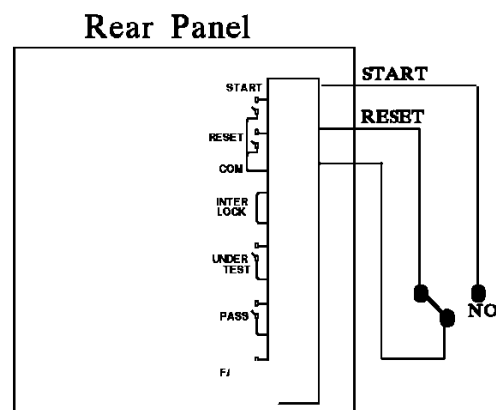 Rear Panel
START
START
RESET
RESET
COM
INTER
LOCK
UNDER
TEST
NO
PASS
F/